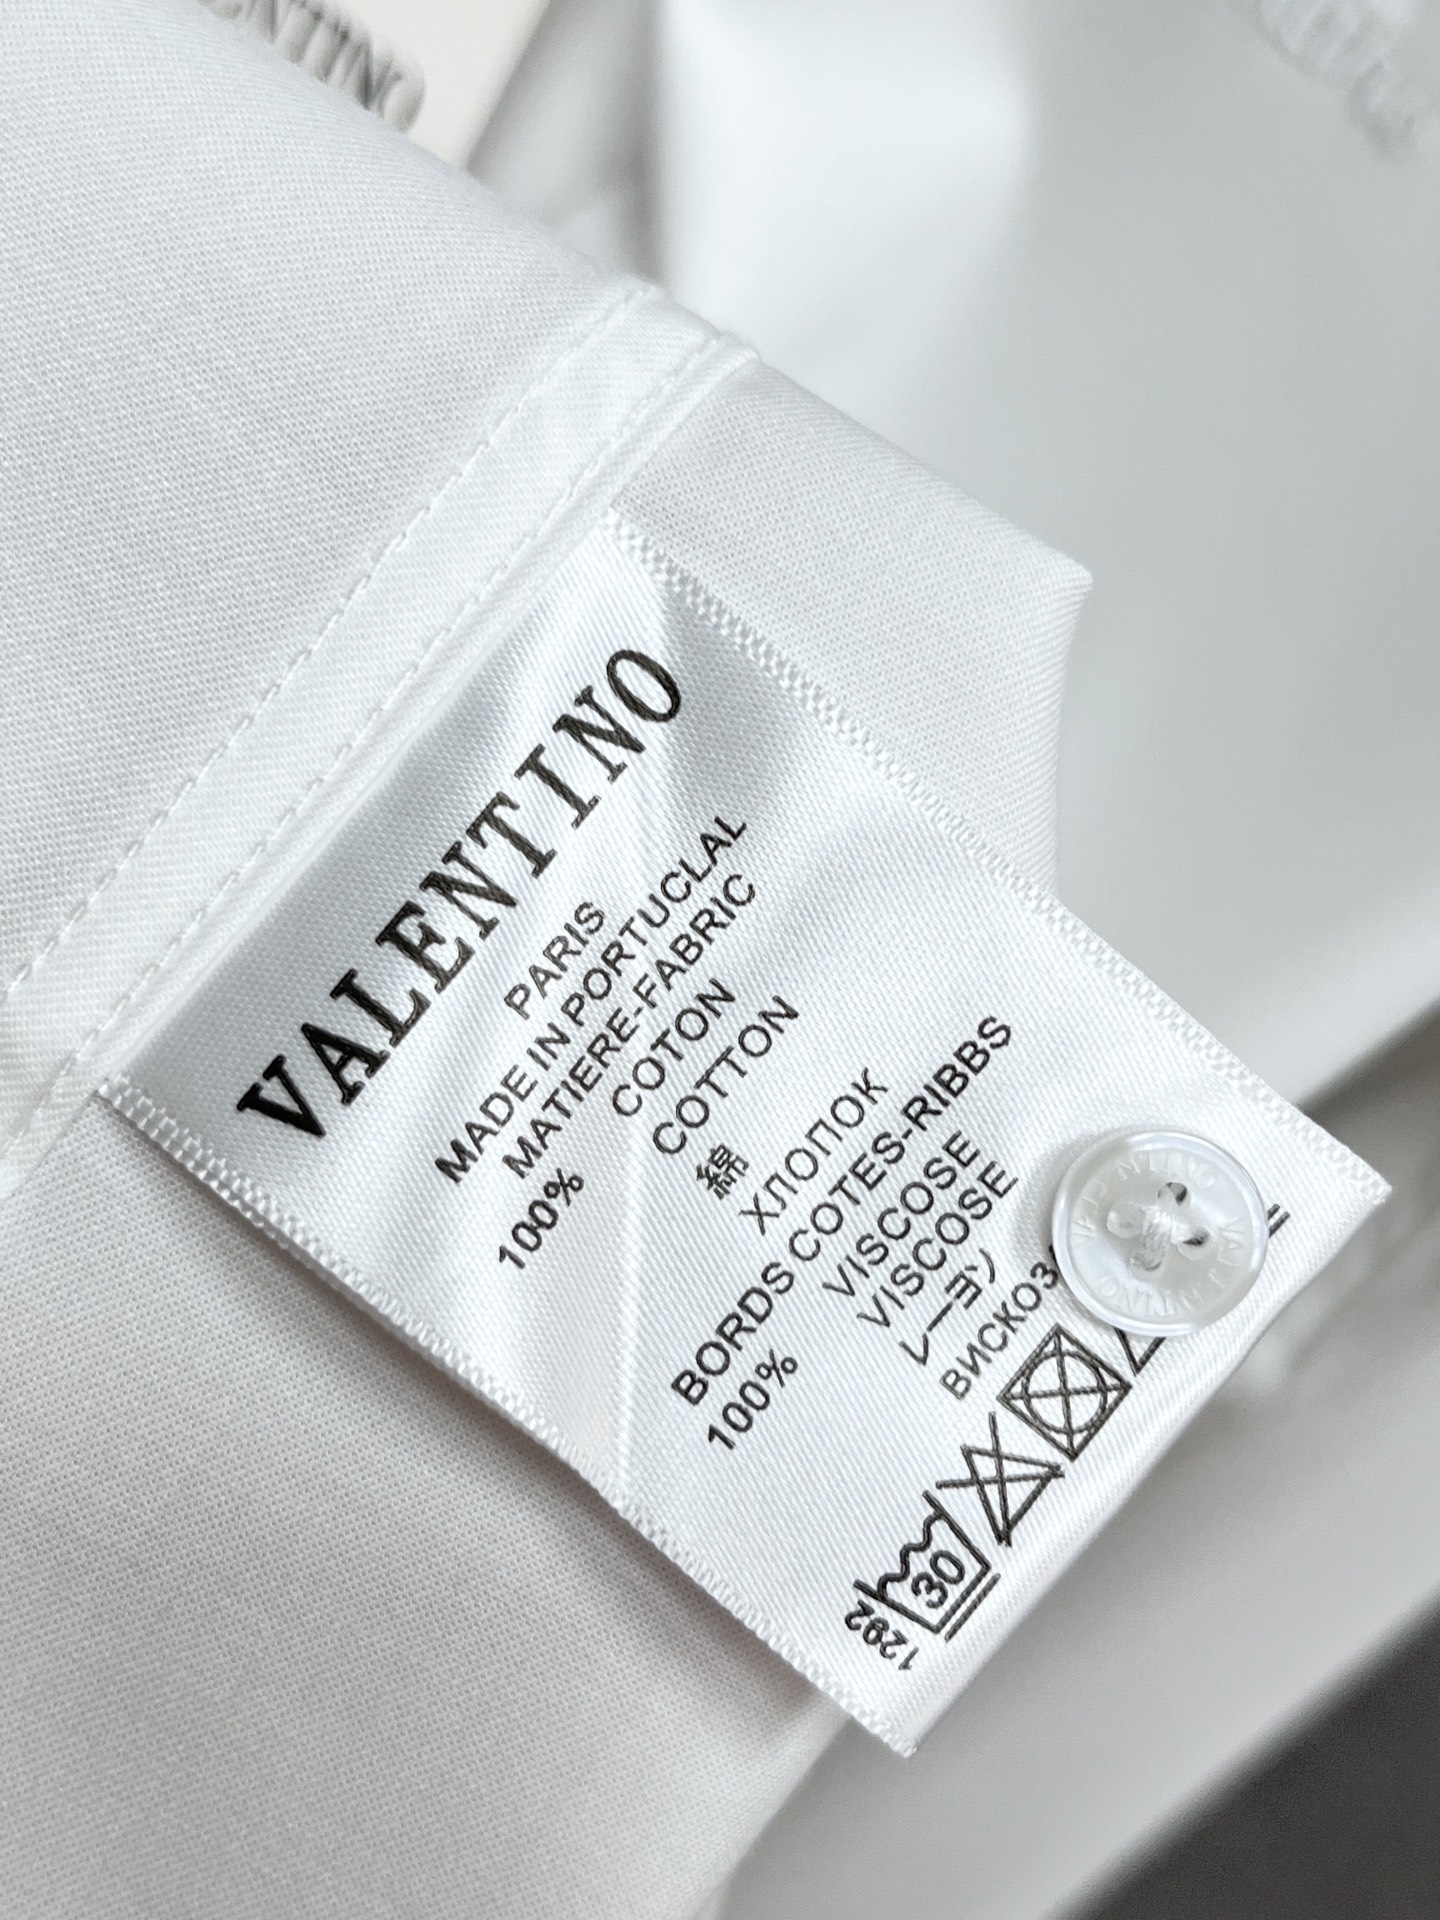 VALENTINO
PARIS
MADE IN PORTUCLAL
MATIERE-FABRIC
100% COTON
COTTON
綿
ХЛОПОК
BORDS COTES-RIBBS
100% VISCOSE
VISCOSE
レーヨン
ВИСКОЗ
30
1292
VALENTINO